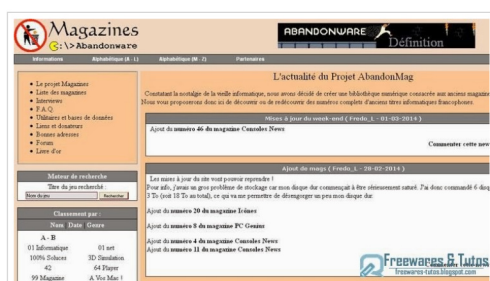 Magazines
:\>Abandonware
ABANDONWARE
Définition
Informations
Alphabétique (A - L)
Alphabétique (M - Z)
Partenaires
Le projet Magazines
Liste des magazines
Interviews
F.A.Q.
Utilitaires et bases de données
Liens et donateurs
Bonnes adresses
Forum
Livre d'or
Moteur de recherche
Titre du jeu recherché :
Nom du jeu
Rechercher
Classement par :
Nom Date Genre
A - B
01 Informatique
01 net
100% Soluces
3D Simulation
42
64 Player
99 Magazine
A Vos Mac !
L'actualité du Projet AbandonMag
Constatant la nostalgie de la vieille informatique, nous avons décidé de créer une bibliothèque numérique consacrée aux anciens magazine
Nous vous proposerons donc ici de découvrir ou de redécouvrir des numéros complets d'anciens titres informatiques francophones.
Mises à jour du week-end ( Fredo_L - 01-03-2014 )
Ajout du numéro 46 du magazine Consoles News
Commenter cette new
Ajout de mags ( Fredo_L - 28-02-2014 )
Les mises à jour du site vont pouvoir reprendre !
Pour info, j'avais un gros problème de stockage car mon disque dur commençait à être sérieusement saturé. J'ai donc commandé 6 disq
3 To (soit 18 To au total), ce qui va me permettre de désengorger un peu mon disque dur.
Ajout du numéro 20 du magazine Icônes
Ajout du numéro 8 du magazine PC Genius
Ajout du numéro 4 du magazine Consoles News
Ajout du numéro 11 du magazine Consoles News
Freewares & Tutos
freewares-tutos.blogspot.com